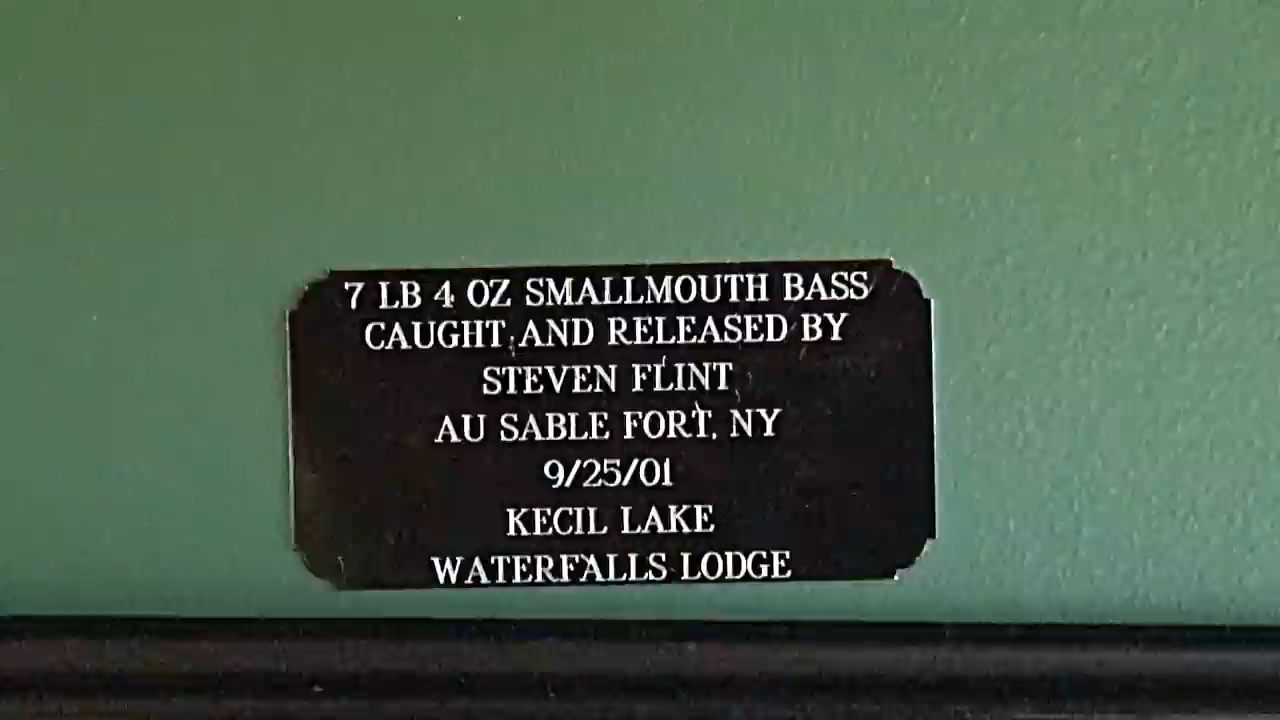 7 LB 4 OZ SMALLMOUTH BASS
CAUGHT AND RELEASED BY
STEVEN FLINT
AU SABLE FORT, NY
9/25/01
KECIL LAKE
WATERFALLS LODGE